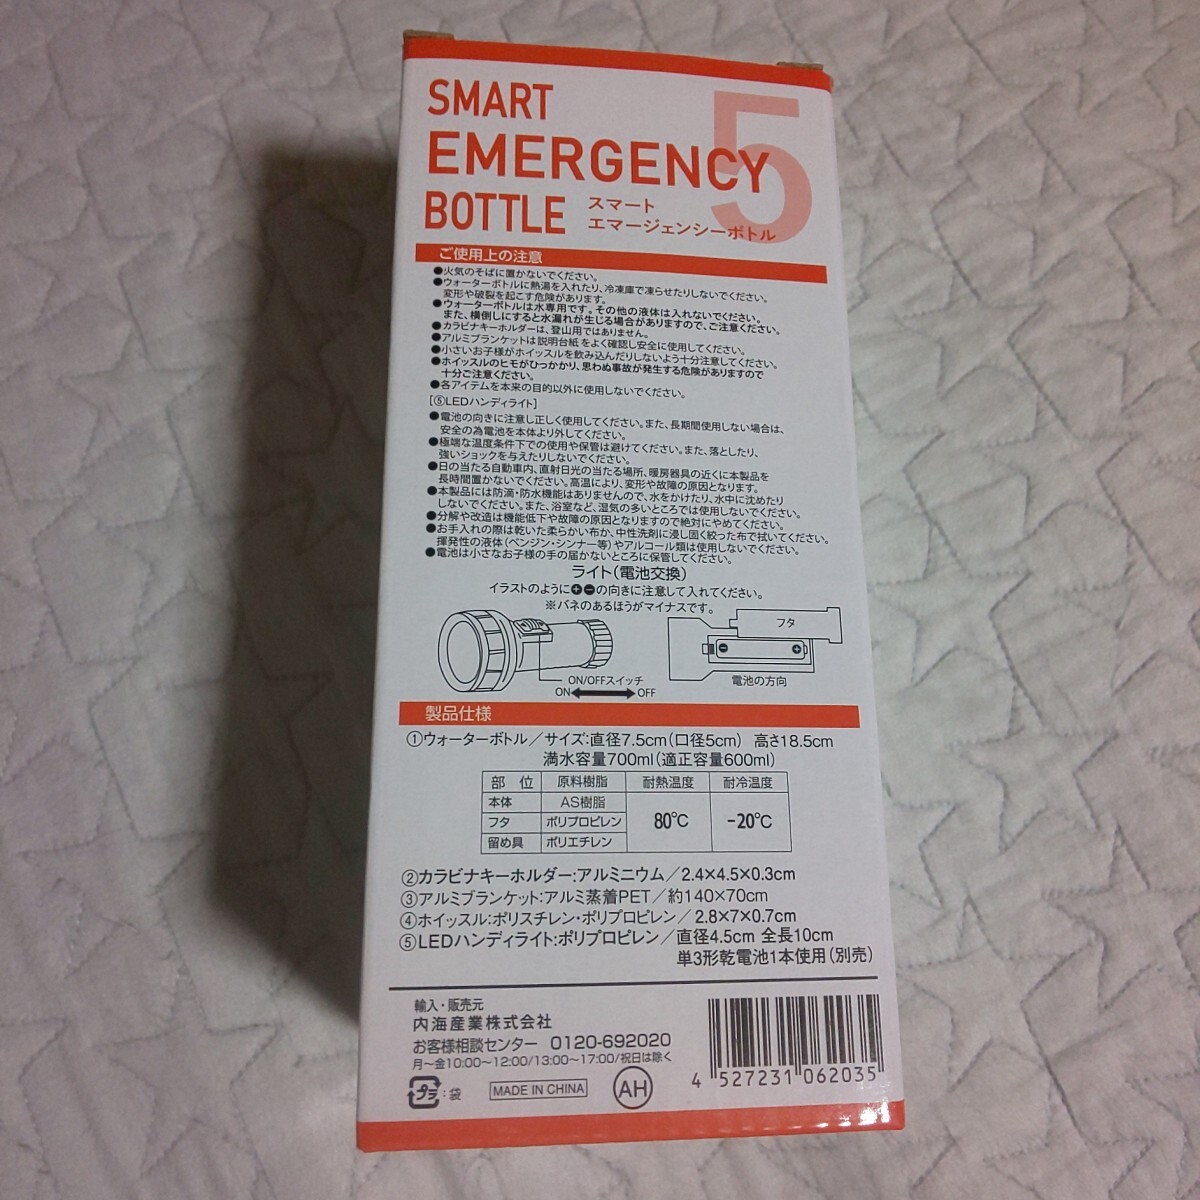 SMART
EMERGENCY
BOTTLE
5
スマート
エマージェンシーボトル
ご使用上の注意
●火気のそばに置かないでください。
●ウォーターボトルに熱湯を入れたり、冷凍庫で凍らせたりしないでください。
変形や破裂を起こす危険があります。
●ウォーターボトルは水専用です。その他の液体は入れないでください。
また、横倒しにすると水漏れが生じる場合がありますので、ご注意ください。
●カラビナキーホルダーは、登山用ではありません。
●アルミブランケットは説明台紙をよく確認し安全に使用してください。
●小さいお子様がホイッスルを飲み込んだりしないよう十分注意してください。
●ホイッスルのヒモがひっかかり、思わぬ事故が発生する危険がありますので
十分ご注意ください。
●各アイテムを本来の目的以外に使用しないでください。
[⑤LEDハンディライト]
●電池の向きに注意し正しく使用してください。また、長期間使用しない場合は、
安全の為電池を本体より外してください。
●極端な温度条件下での使用や保管は避けてください。また、落としたり、
強いショックを与えたりしないでください。
●日の当たる自動車内、直射日光の当たる場所、暖房器具の近くに本製品を
長時間置かないでください。高温により、変形や故障の原因となります。
●本製品には防滴・防水機能はありませんので、水をかけたり、水中に沈めたり
しないでください。また、浴室など、湿気の多いところでは使用しないでください。
●分解や改造は機能低下や故障の原因となりますので絶対にやめてください。
●お手入れの際は乾いた柔らかい布か、中性洗剤に浸し固く絞った布で拭いてください。
揮発性の液体(ベンジン・シンナー等)やアルコール類は使用しないでください。
●電池は小さなお子様の手の届かないところに保管してください。
ライト(電池交換)
イラストのように⊕⊖の向きに注意して入れてください。
※バネのあるほうがマイナスです。
フタ
⊖ ⊕
ON/OFFスイッチ
ON OFF
電池の方向
製品仕様
①ウォーターボトル/サイズ:直径7.5cm(口径5cm) 高さ18.5cm
満水容量700ml(適正容量600ml)
部位 原料樹脂 耐熱温度 耐冷温度
本体 AS樹脂
フタ ポリプロピレン 80℃ -20℃
留め具 ポリエチレン
②カラビナキーホルダー:アルミニウム/2.4×4.5×0.3cm
③アルミブランケット:アルミ蒸着PET/約140×70cm
④ホイッスル:ポリスチレン・ポリプロピレン/2.8×7×0.7cm
⑤LEDハンディライト:ポリプロピレン/直径4.5cm 全長10cm
単3形乾電池1本使用(別売)
輸入・販売元
内海産業株式会社
お客様相談センター 0120-692020
月〜金10:00〜12:00/13:00〜17:00/祝日は除く
プラ:袋
MADE IN CHINA
AH
4 527231 062035